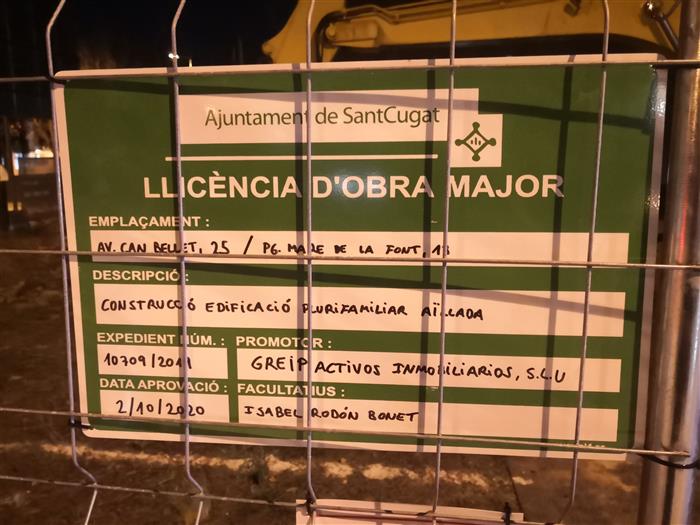 Ajuntament de SantCugat
LLICÈNCIA D'OBRA MAJOR
EMPLAÇAMENT :
AV. CAN BELLET, 25 / PG. MARE DE LA FONT, 13
DESCRIPCIÓ :
CONSTRUCCIÓ EDIFICACIÓ PLURIFAMILIAR AÏLLADA
EXPEDIENT NÚM. :
10709/2011
PROMOTOR :
GREIP ACTIVOS INMOBILIARIOS, S.L.U
DATA APROVACIÓ :
2/10/2020
FACULTATIUS :
ISABEL RODÓN BONET